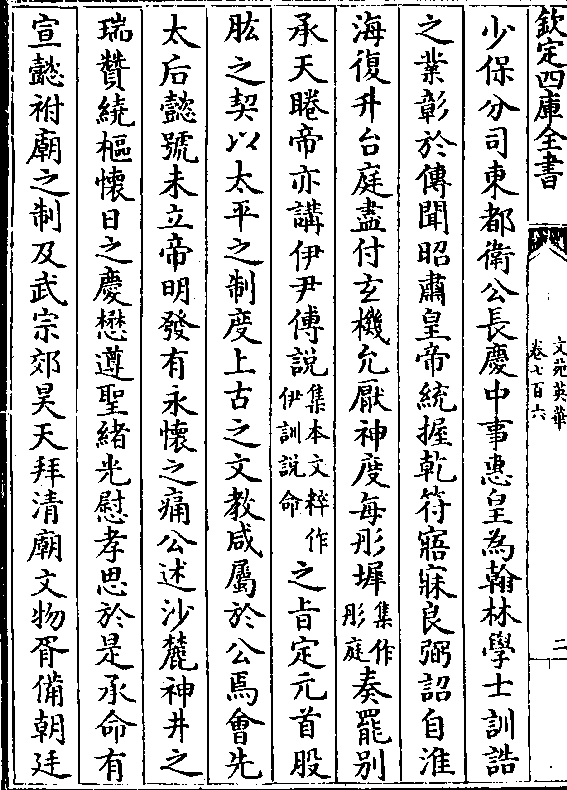 欽定四庫全書
文苑英華
卷七百六
二
少保分司東都衛公長慶中事惠皇為翰林學士訓誥
之業彰於傳聞昭肅皇帝統握乾符寤寐良弼詔自淮
海復升台庭盡付玄機允厭神度每彤墀集作彤庭奏罷別
承天睠帝亦講伊尹傅說集本文粹作伊訓說命之旨定元首股
肱之契以太平之制度上古之文教咸屬於公焉會先
太后懿號未立帝明發有永懷之痛公述沙麓神井之
瑞贊繞樞懷日之慶懋遵聖緒光慰孝思於是承命有
宣懿祔廟之制及武宗郊昊天拜清廟文物胥備朝廷